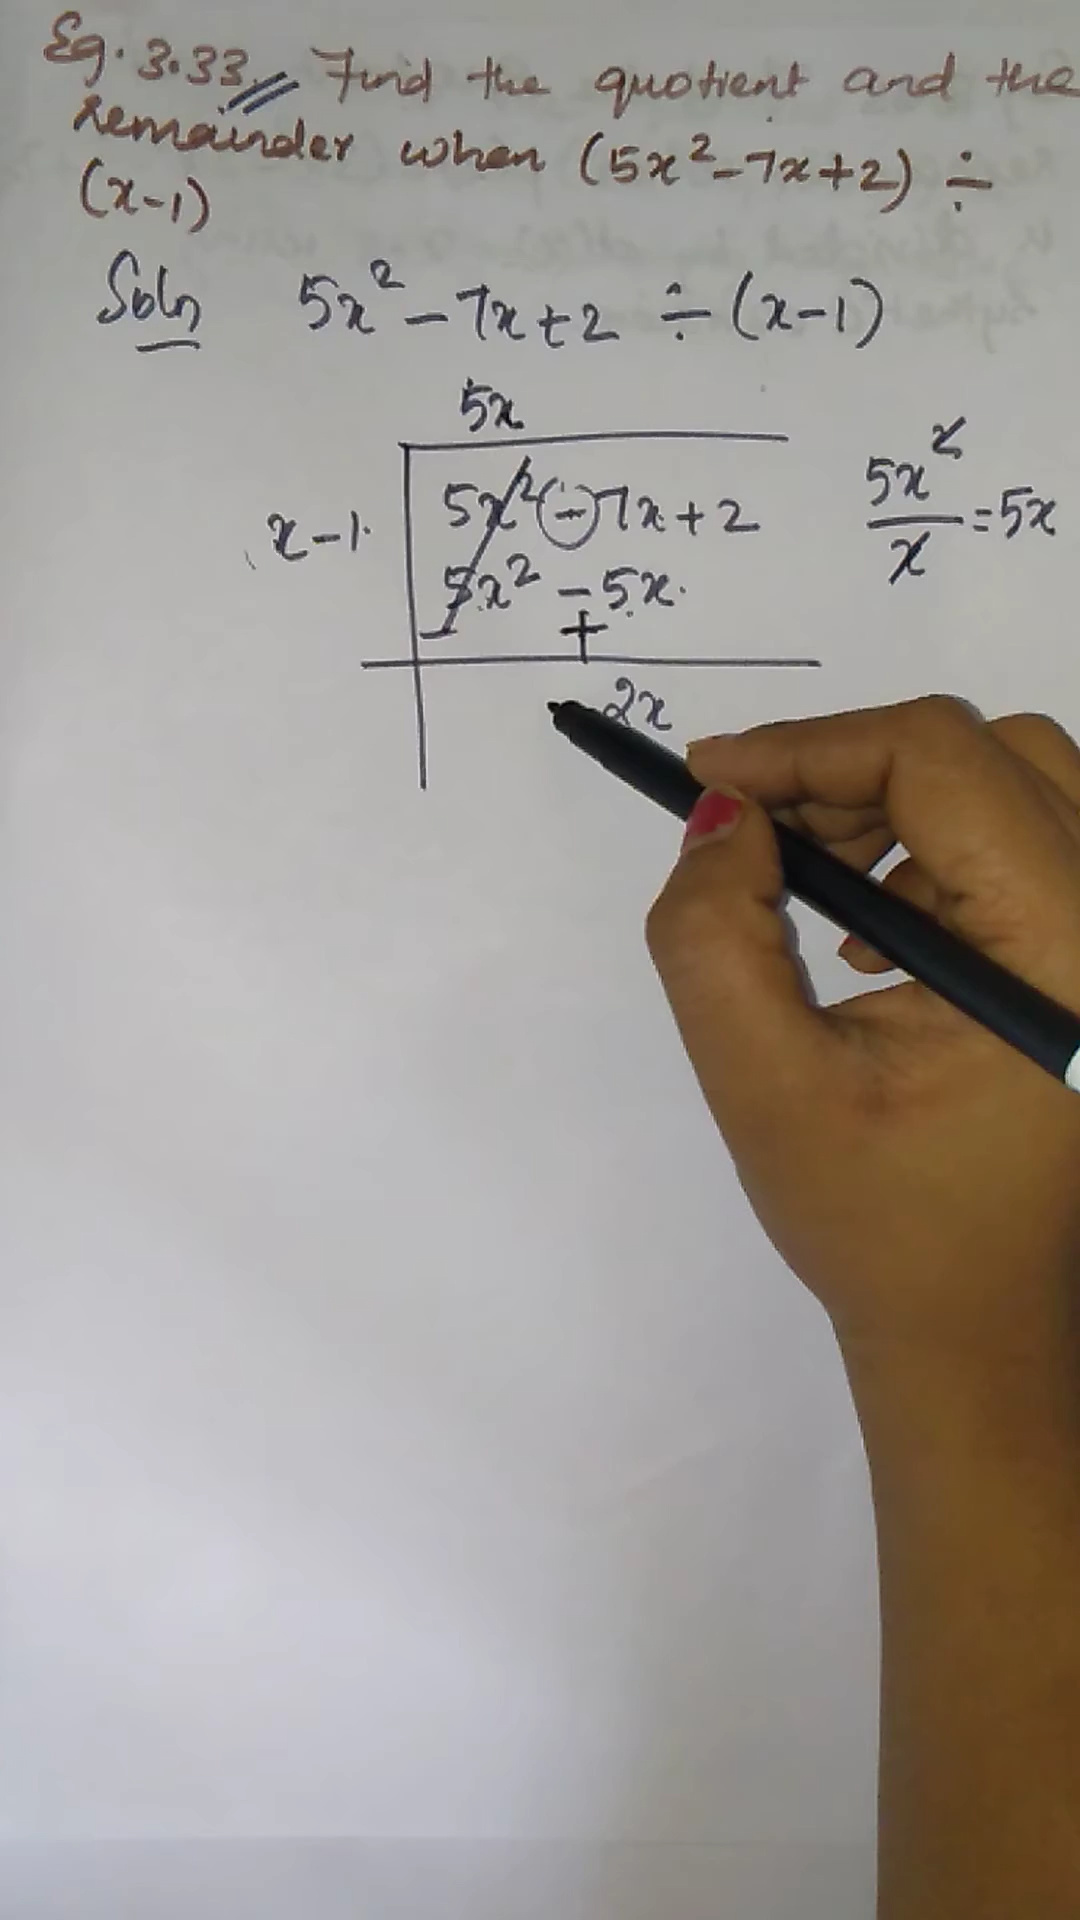 Eg. 3.33 Find the quotient and the
remainder when (5x² - 7x + 2) ÷
(x-1)
Soln 5x² - 7x + 2 ÷ (x-1)
5x
x-1 5x² - 7x + 2
5x²/x = 5x
5x² - 5x
- +
2x